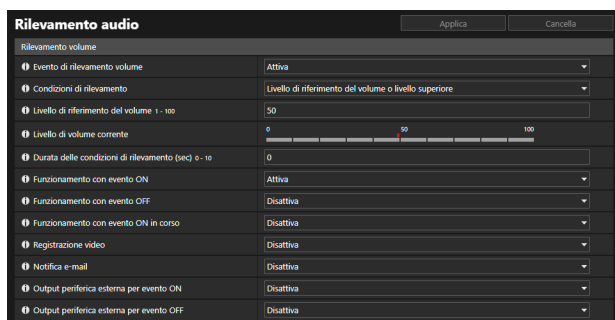 Rilevamento audio Applica Cancella
Rilevamento volume
Evento di rilevamento volume Attiva
Condizioni di rilevamento Livello di riferimento del volume o livello superiore
Livello di riferimento del volume 1 - 100 50
Livello di volume corrente 0 50 100
Durata delle condizioni di rilevamento (sec) 0 - 10 0
Funzionamento con evento ON Attiva
Funzionamento con evento OFF Disattiva
Funzionamento con evento ON in corso Disattiva
Registrazione video Disattiva
Notifica e-mail Disattiva
Output periferica esterna per evento ON Disattiva
Output periferica esterna per evento OFF Disattiva